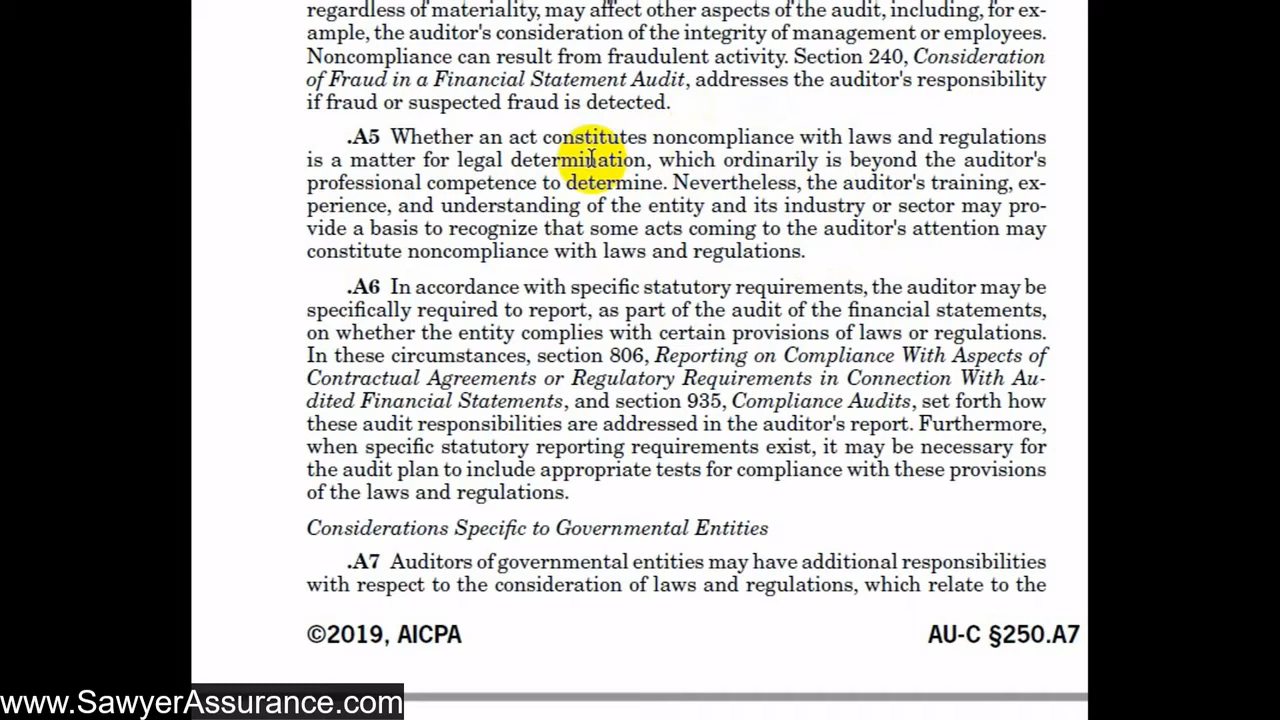 regardless of materiality, may affect other aspects of the audit, including, for ex-
ample, the auditor's consideration of the integrity of management or employees.
Noncompliance can result from fraudulent activity. Section 240, Consideration
of Fraud in a Financial Statement Audit, addresses the auditor's responsibility
if fraud or suspected fraud is detected.
.A5 Whether an act constitutes noncompliance with laws and regulations
is a matter for legal determination, which ordinarily is beyond the auditor's
professional competence to determine. Nevertheless, the auditor's training, ex-
perience, and understanding of the entity and its industry or sector may pro-
vide a basis to recognize that some acts coming to the auditor's attention may
constitute noncompliance with laws and regulations.
.A6 In accordance with specific statutory requirements, the auditor may be
specifically required to report, as part of the audit of the financial statements,
on whether the entity complies with certain provisions of laws or regulations.
In these circumstances, section 806, Reporting on Compliance With Aspects of
Contractual Agreements or Regulatory Requirements in Connection With Au-
dited Financial Statements, and section 935, Compliance Audits, set forth how
these audit responsibilities are addressed in the auditor's report. Furthermore,
when specific statutory reporting requirements exist, it may be necessary for
the audit plan to include appropriate tests for compliance with these provisions
of the laws and regulations.
Considerations Specific to Governmental Entities
.A7 Auditors of governmental entities may have additional responsibilities
with respect to the consideration of laws and regulations, which relate to the
©2019, AICPA AU-C §250.A7
www.SawyerAssurance.com